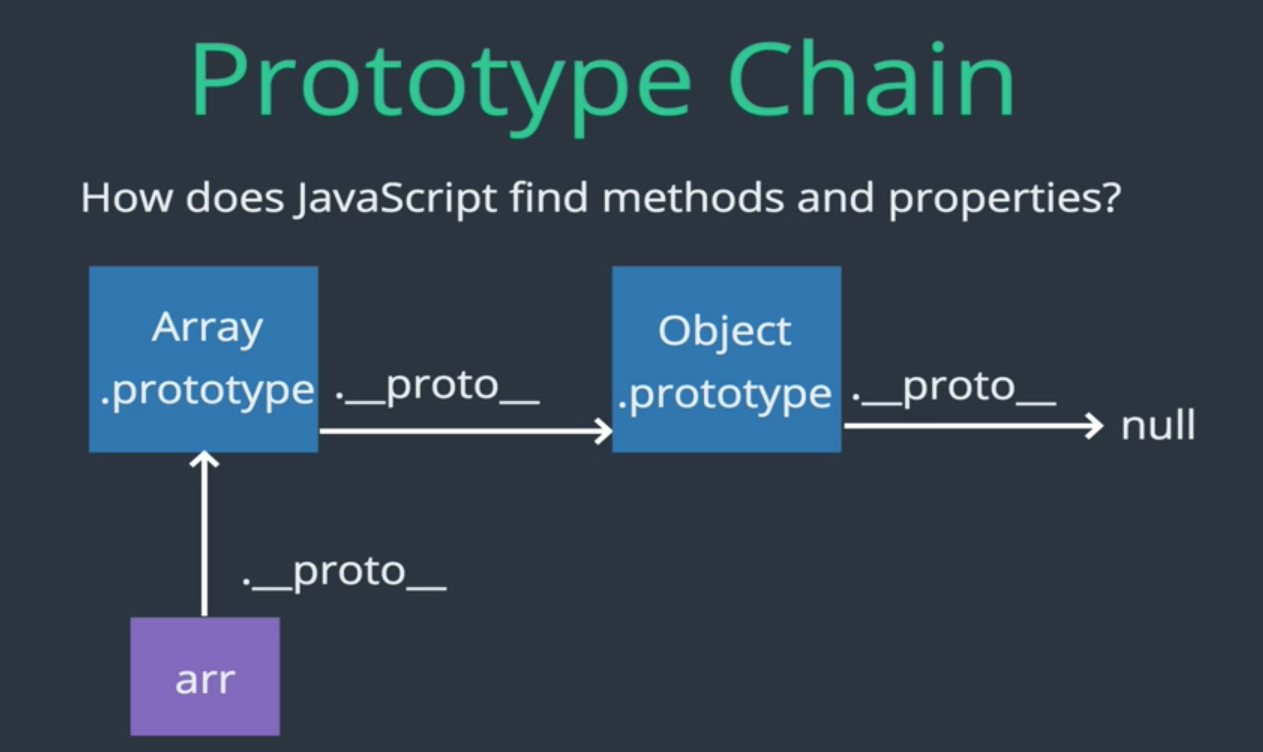 Prototype Chain
How does JavaScript find methods and properties?
Array
.prototype
.__proto__
Object
.prototype
.__proto__
null
.__proto__
arr